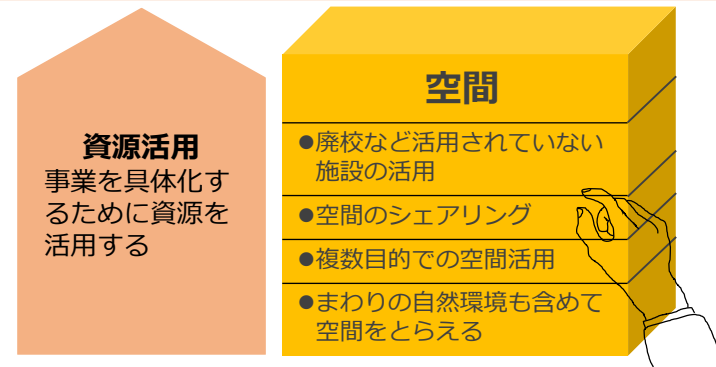 資源活用
事業を具体化す
るために資源を
活用する
空間
●廃校など活用されていない
施設の活用
●空間のシェアリング
●複数目的での空間活用
●まわりの自然環境も含めて
空間をとらえる